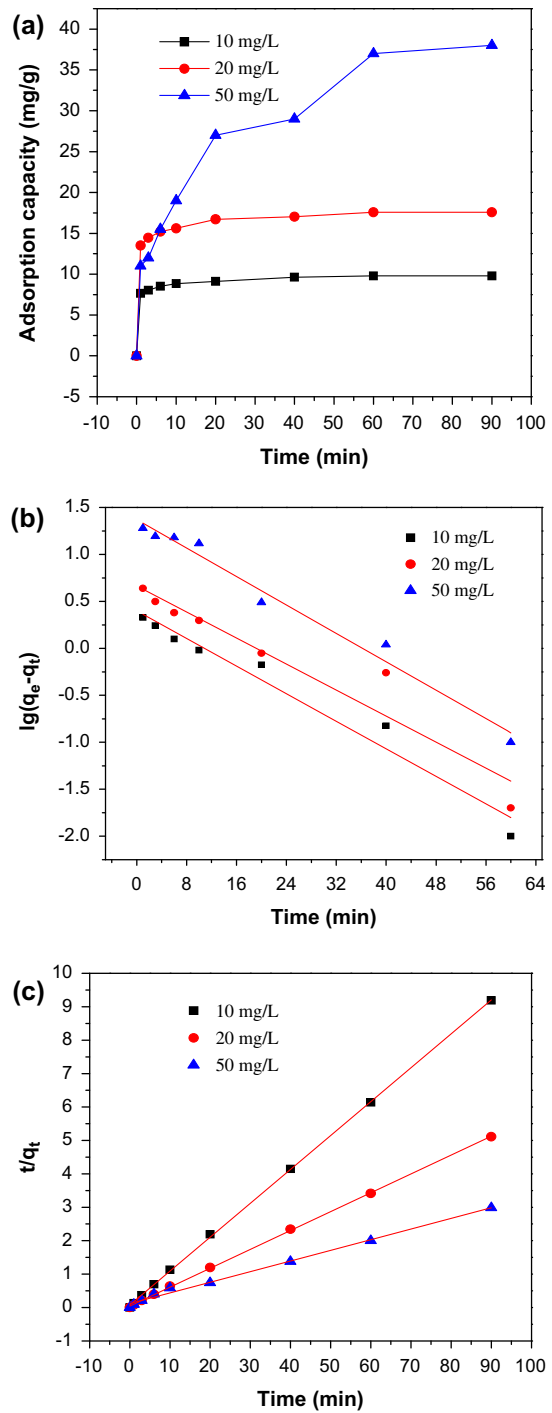 (a)
10 mg/L
20 mg/L
50 mg/L
Adsorption capacity (mg/g)
40
35
30
25
20
15
10
5
0
-5
-10 0 10 20 30 40 50 60 70 80 90 100
Time (min)
(b)
10 mg/L
20 mg/L
50 mg/L
lg(qe-qt)
1.5
1.0
0.5
0.0
-0.5
-1.0
-1.5
-2.0
0 8 16 24 32 40 48 56 64
Time (min)
(c)
10 mg/L
20 mg/L
50 mg/L
t/qt
10
9
8
7
6
5
4
3
2
1
0
-1
-10 0 10 20 30 40 50 60 70 80 90 100
Time (min)